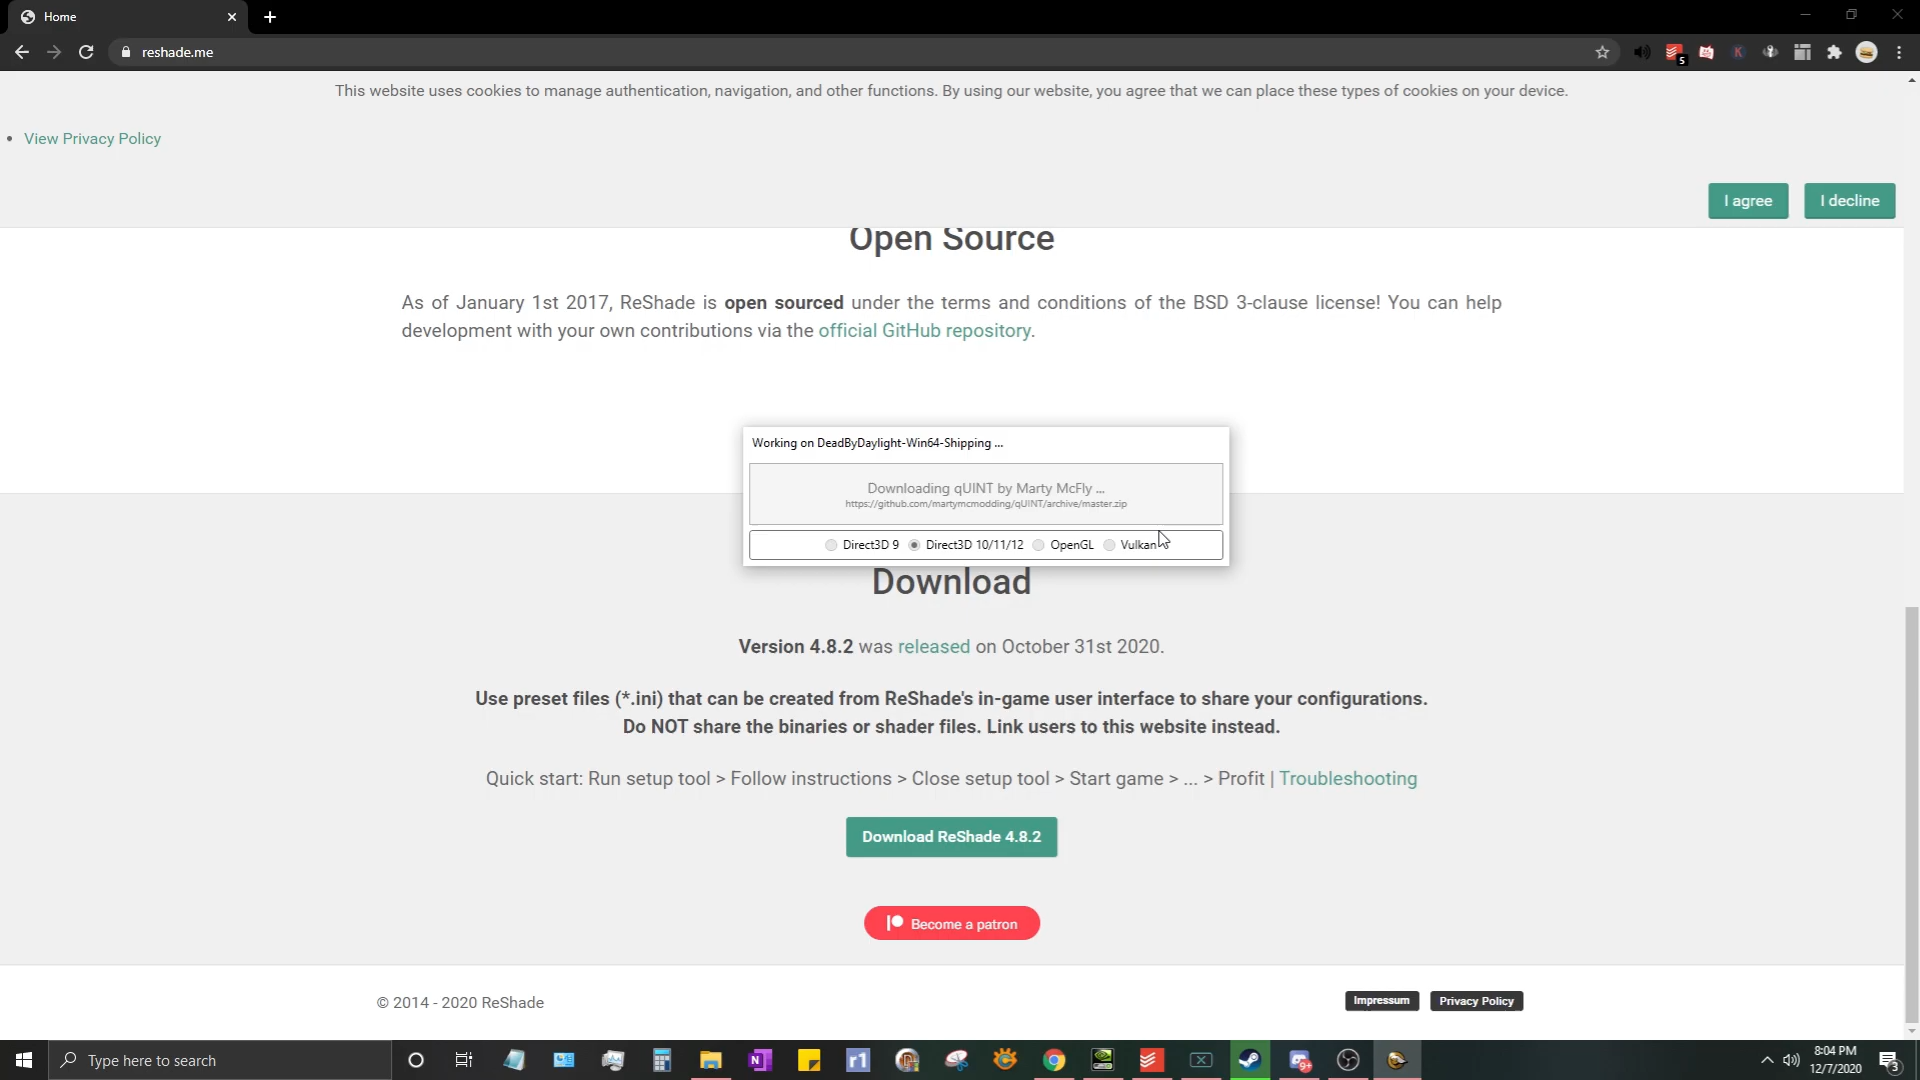 Home
reshade.me
5
K
This website uses cookies to manage authentication, navigation, and other functions. By using our website, you agree that we can place these types of cookies on your device.
View Privacy Policy
I agree
I decline
Open Source
As of January 1st 2017, ReShade is open sourced under the terms and conditions of the BSD 3-clause license! You can help
development with your own contributions via the official GitHub repository.
Working on DeadByDaylight-Win64-Shipping ...
Downloading qUINT by Marty McFly ...
https://github.com/martymcmodding/qUINT/archive/master.zip
Direct3D 9 Direct3D 10/11/12 OpenGL Vulkan
Download
Version 4.8.2 was released on October 31st 2020.
Use preset files (*.ini) that can be created from ReShade's in-game user interface to share your configurations.
Do NOT share the binaries or shader files. Link users to this website instead.
Quick start: Run setup tool > Follow instructions > Close setup tool > Start game > ... > Profit | Troubleshooting
Download ReShade 4.8.2
Become a patron
© 2014 - 2020 ReShade
Impressum
Privacy Policy
Type here to search
N
r1
9+
8:04 PM
12/7/2020
3